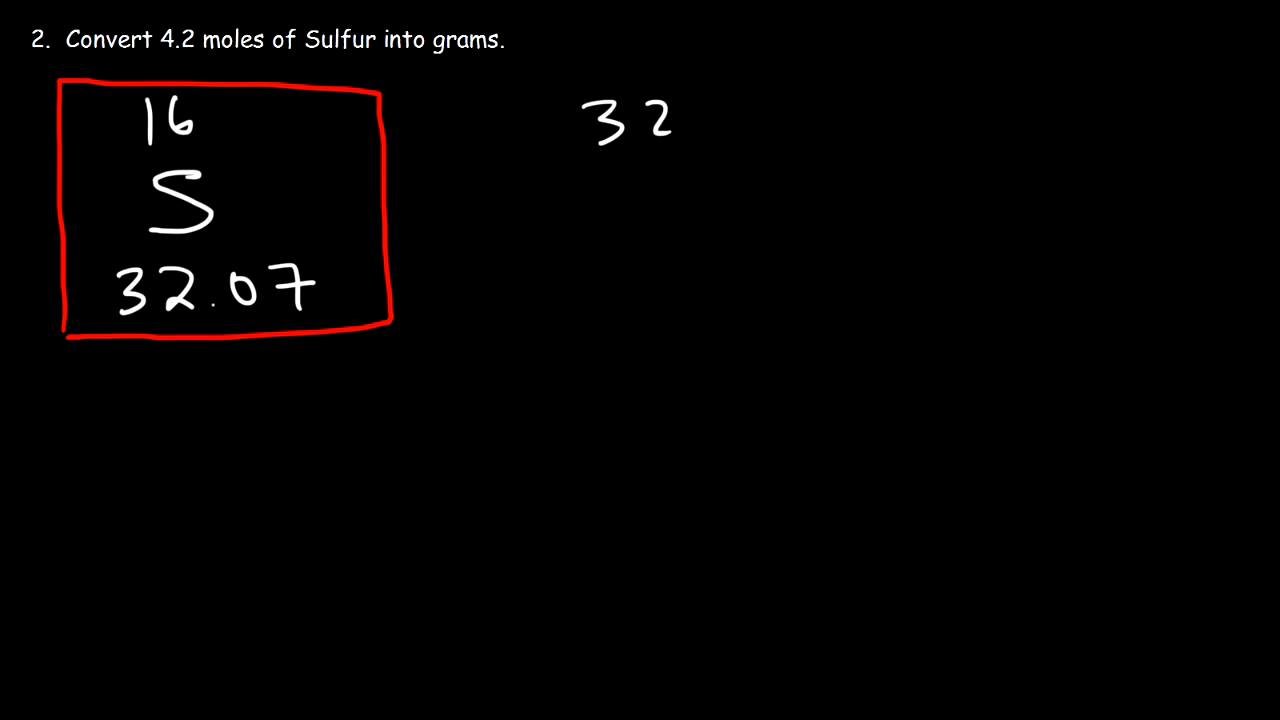 2. Convert 4.2 moles of Sulfur into grams.
16
S
32.07
32